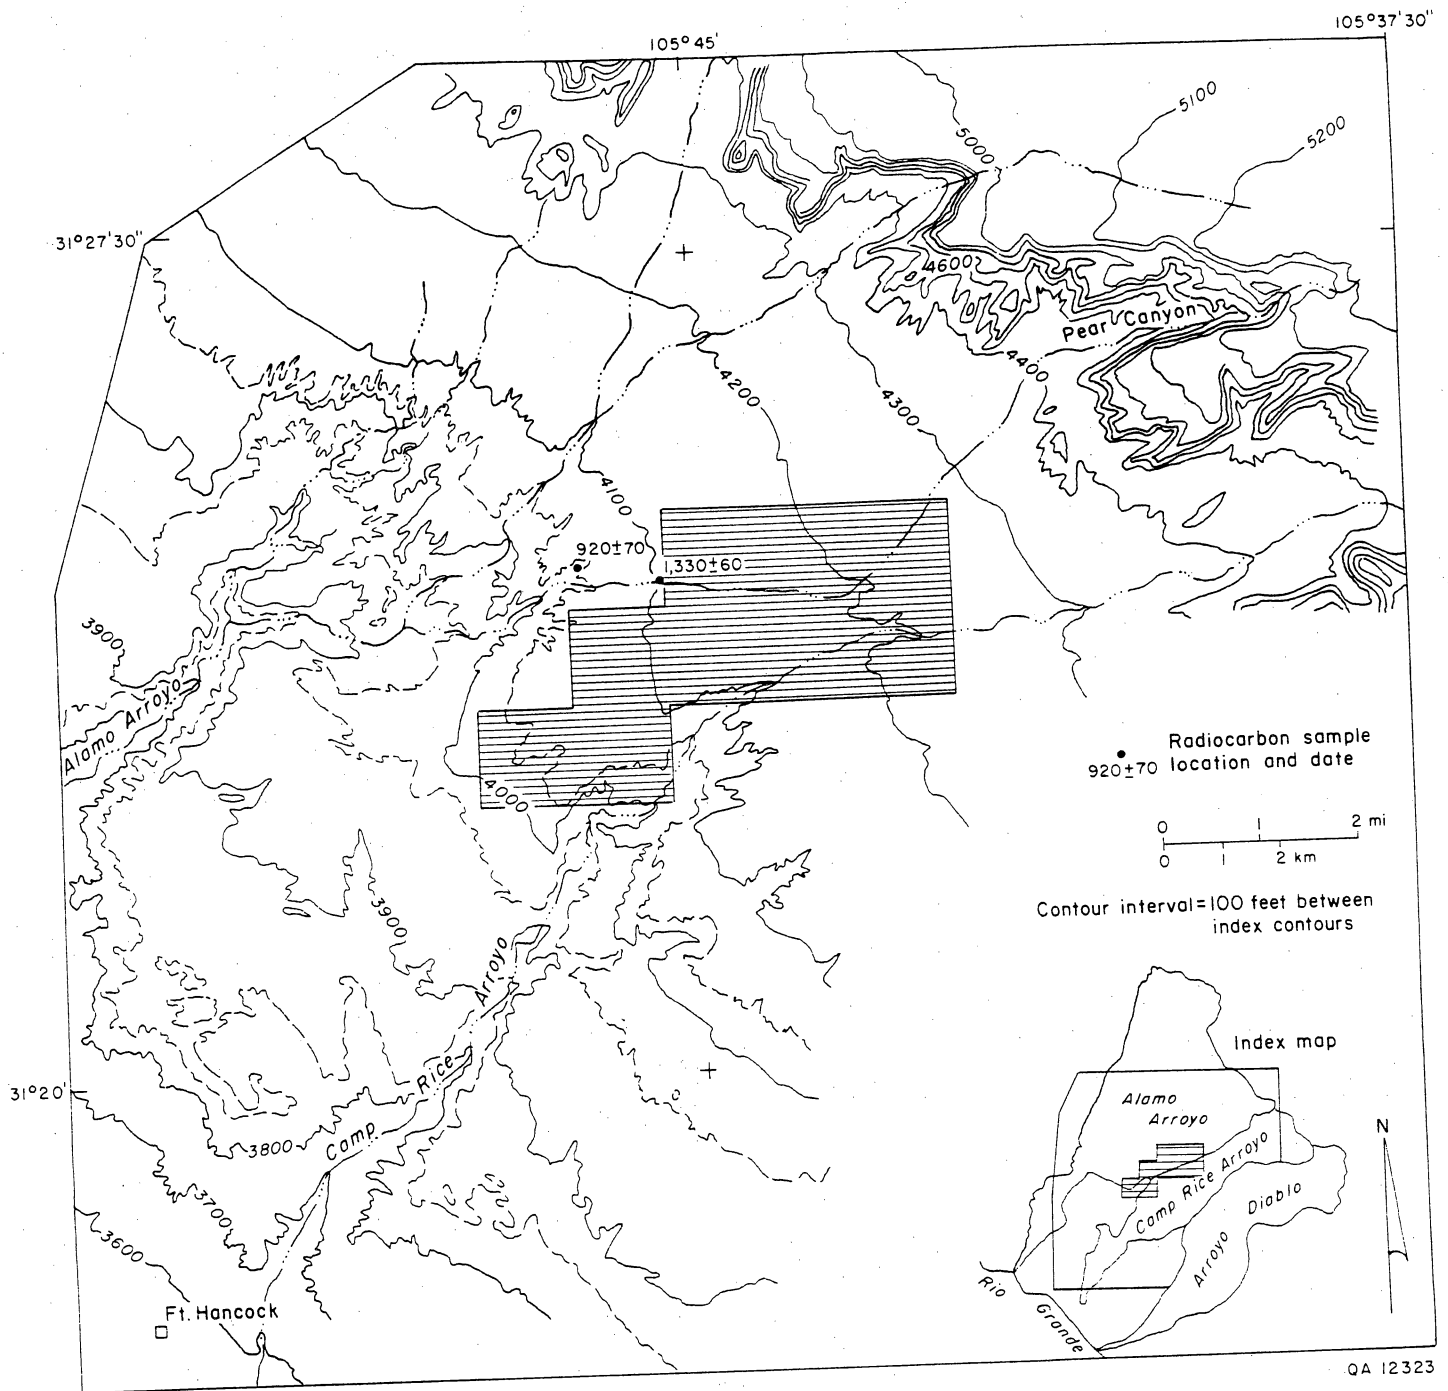 105°37'30"
105°45'
5100
5000
5200
31°27'30"
4600
Pear Canyon
4400
4200
4300
4100
920±70
1,330±60
3900
Alamo Arroyo
4000
Radiocarbon sample
920±70 location and date
0 1 2 mi
0 1 2 km
Contour interval=100 feet between
index contours
3900
Camp Rice Arroyo
Index map
31°20'
Alamo
Arroyo
N
3800
Camp Rice Arroyo
3700
Arroyo Diablo
3600
Rio Grande
Ft. Hancock
QA 12323